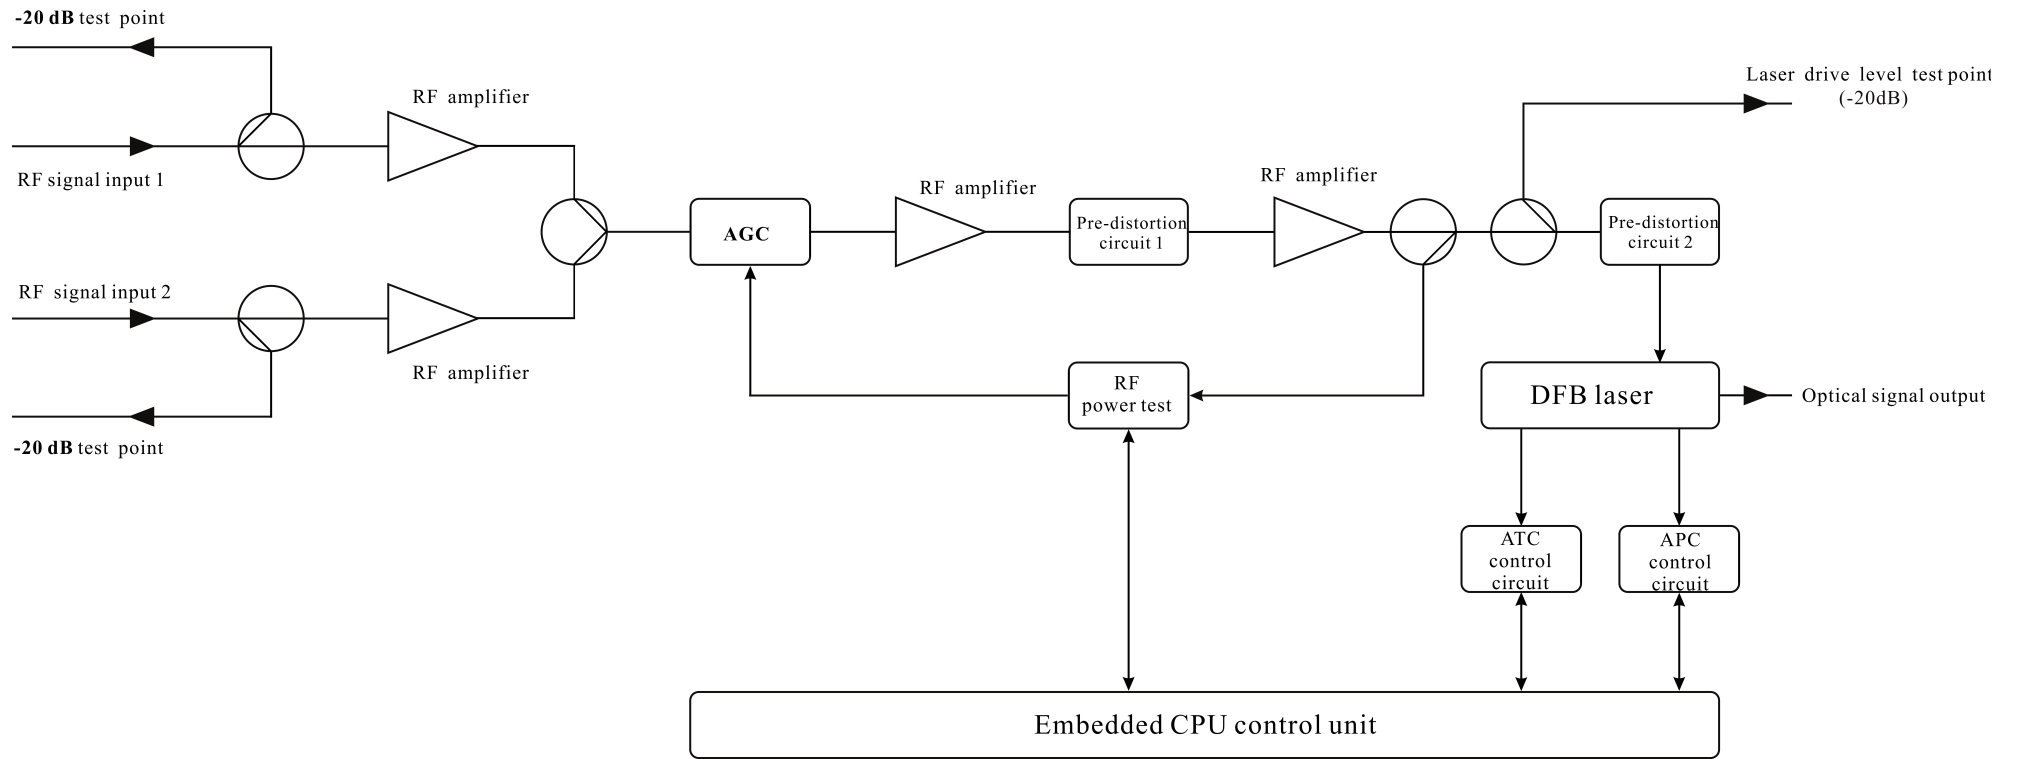 -20 dB test point
Laser drive level test point
(-20dB)
RF amplifier
RF signal input 1
RF amplifier
RF amplifier
AGC
Pre-distortion
circuit 1
Pre-distortion
circuit 2
RF signal input 2
RF amplifier
RF
power test
DFB laser
Optical signal output
-20 dB test point
ATC
control
circuit
APC
control
circuit
Embedded CPU control unit